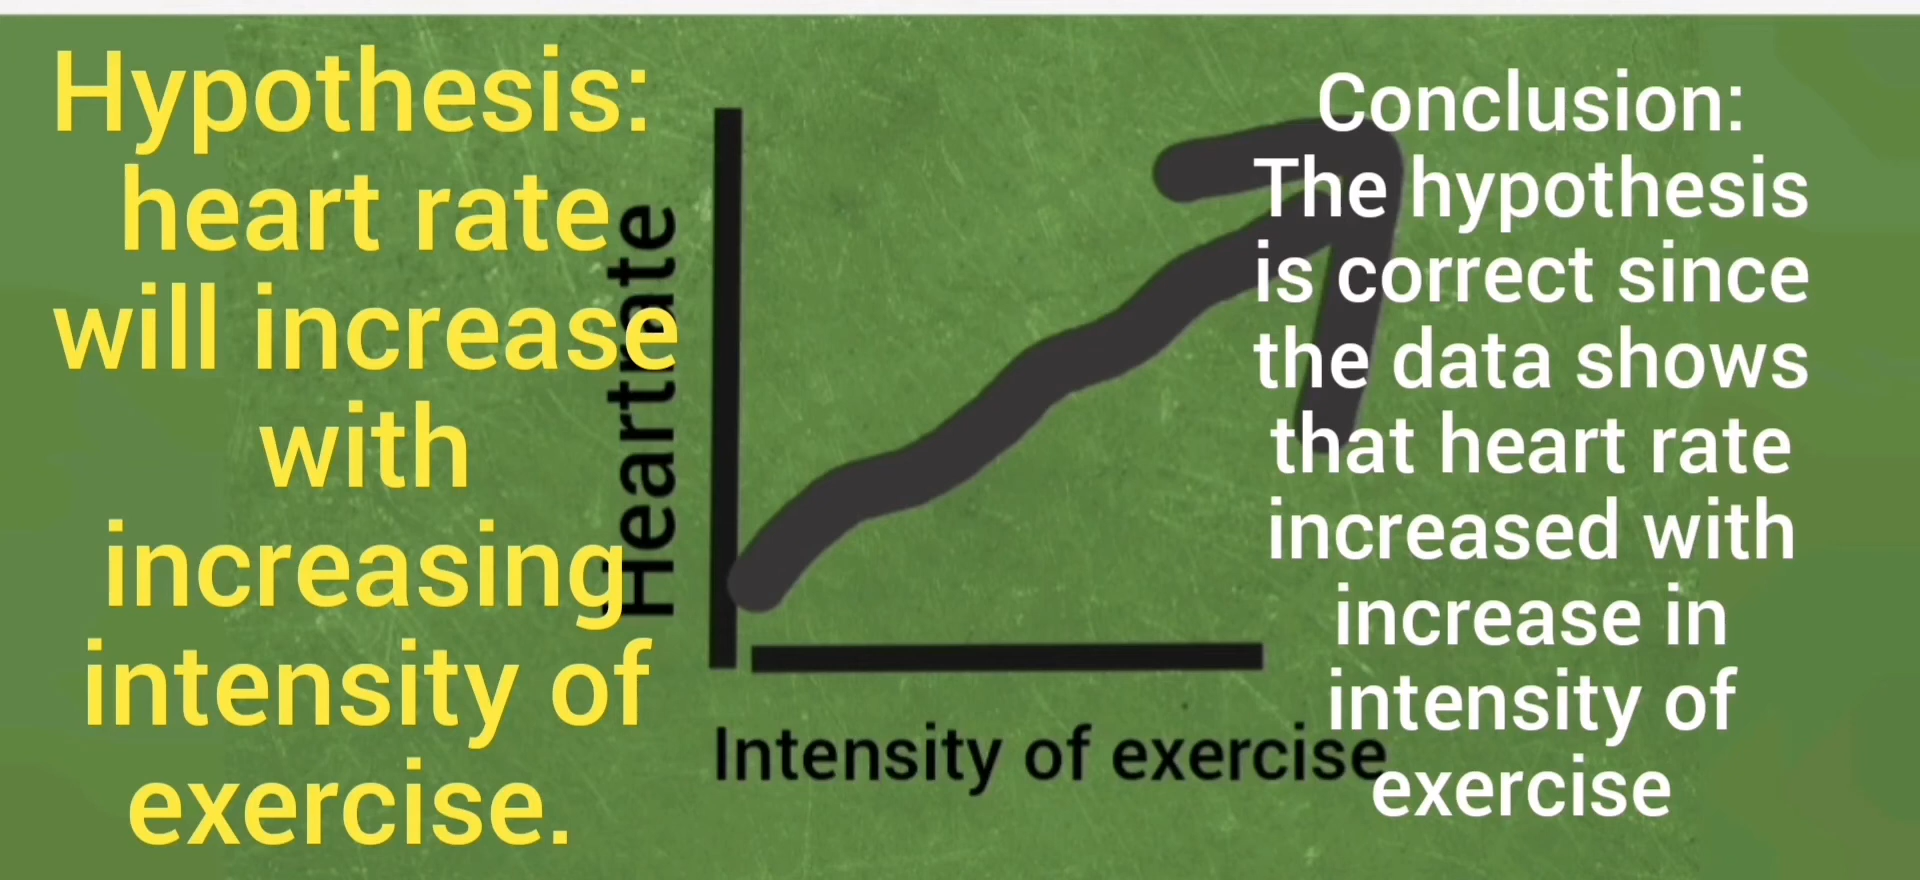 Hypothesis:
heart rate
will increase
with
increasing
intensity of
exercise.
Heart rate
Intensity of exercise
Conclusion:
The hypothesis
is correct since
the data shows
that heart rate
increased with
increase in
intensity of
exercise